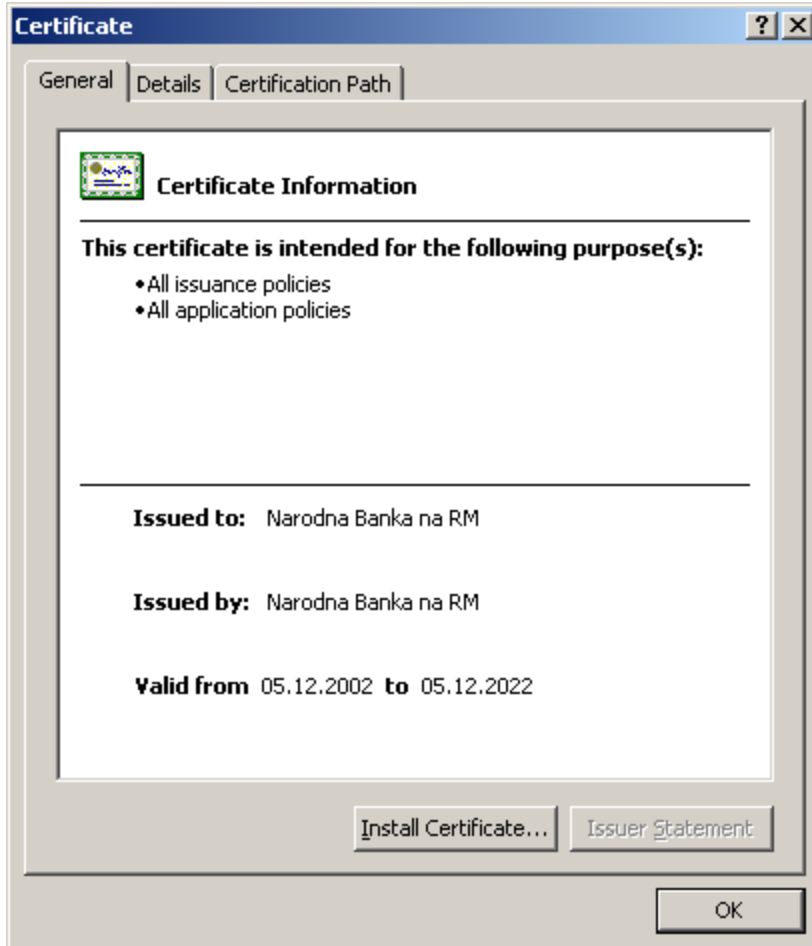 Certificate
General Details Certification Path
Certificate Information
This certificate is intended for the following purpose(s):
•All issuance policies
•All application policies
Issued to: Narodna Banka na RM
Issued by: Narodna Banka na RM
Valid from 05.12.2002 to 05.12.2022
Install Certificate... Issuer Statement
OK